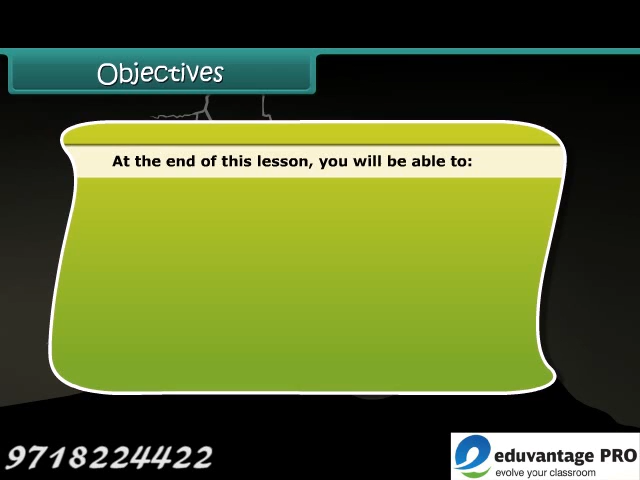 Objectives
At the end of this lesson, you will be able to:
9718224422
eduvantage PRO
evolve your classroom